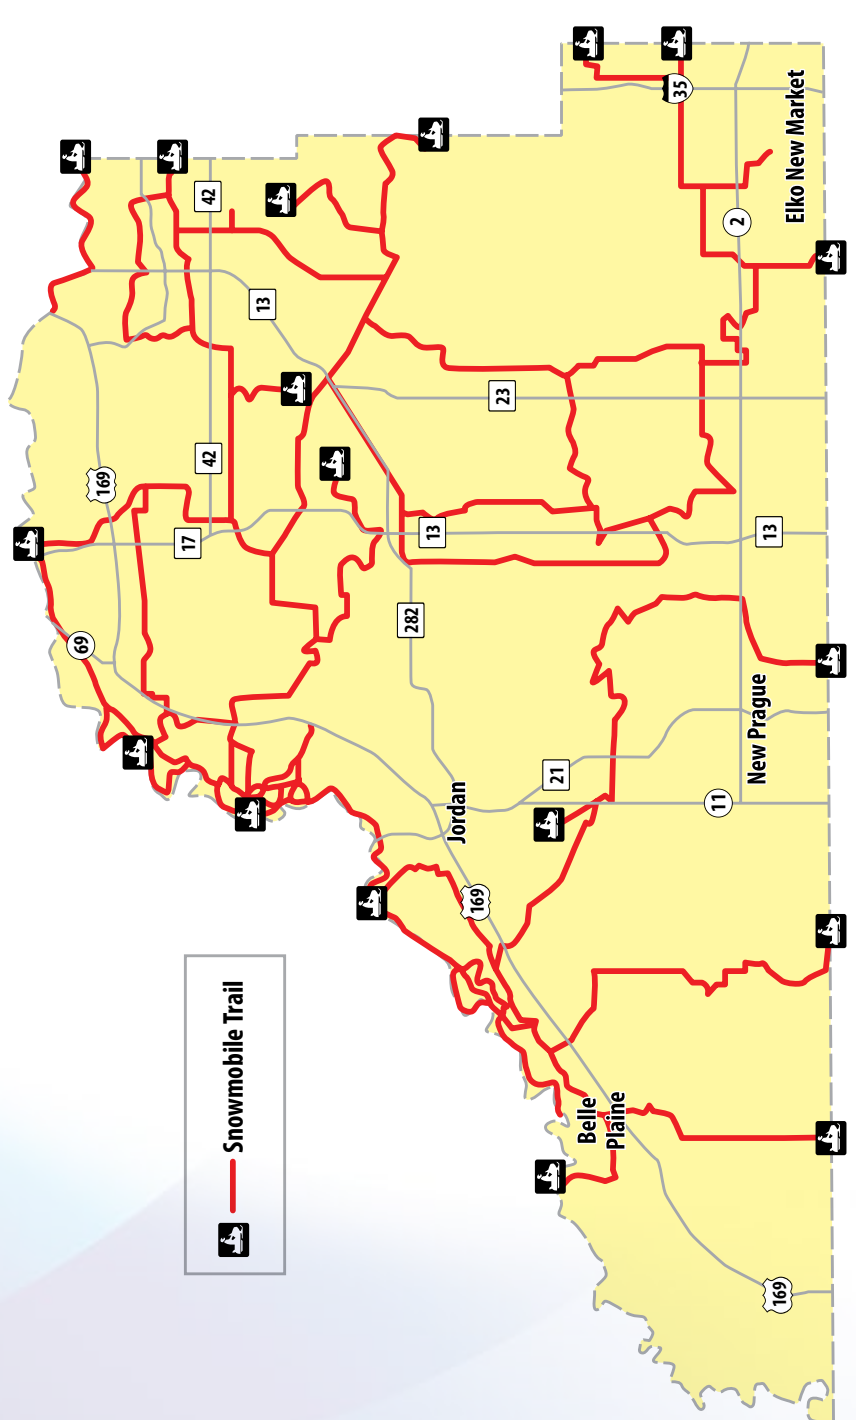 69
169
17
42
42
Snowmobile Trail
13
282
13
Jordan
169
23
21
Belle
Plaine
35
11
2
New Prague
13
169
Elko New Market